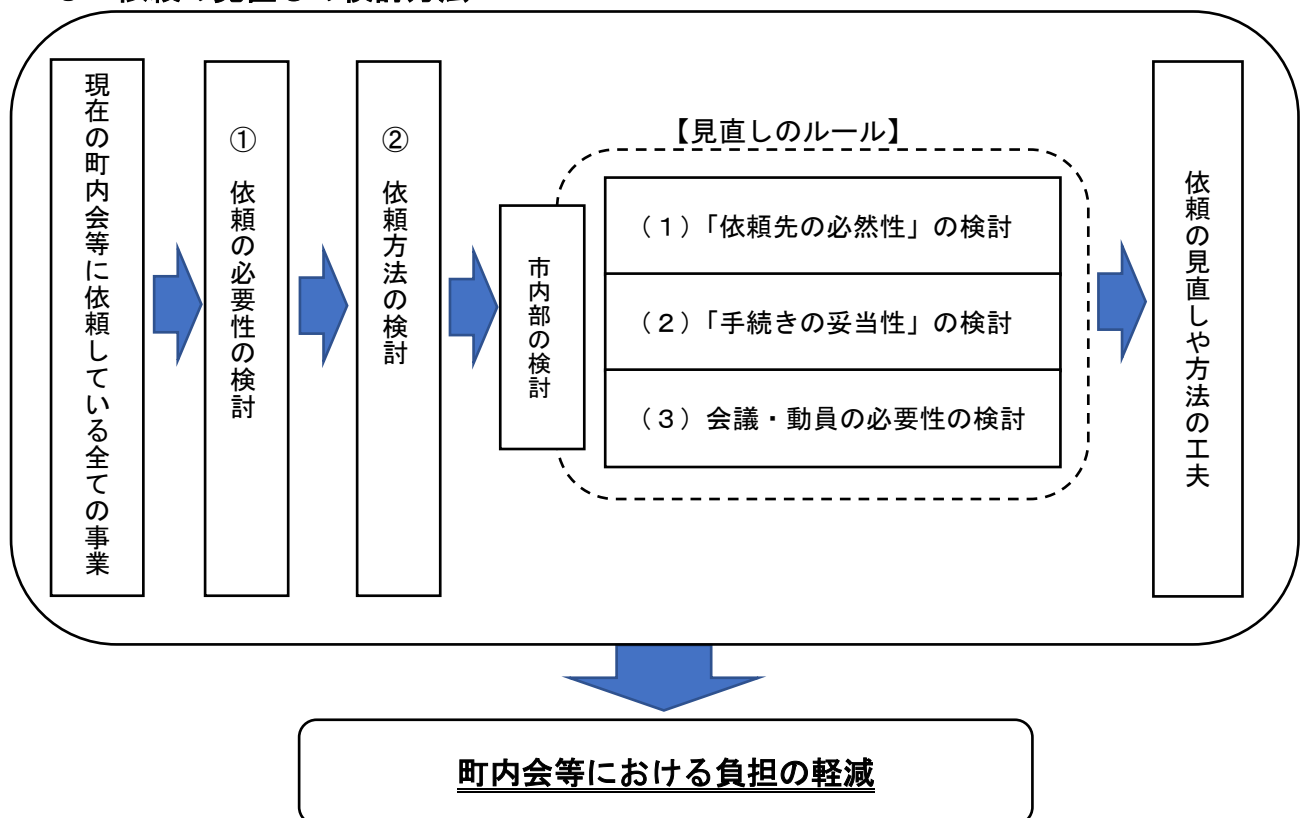 現在の町内会等に依頼している全ての事業
① 依頼の必要性の検討
② 依頼方法の検討
市内部の検討
【見直しのルール】
（１）「依頼先の必然性」の検討
（２）「手続きの妥当性」の検討
（３）会議・動員の必要性の検討
依頼の見直しや方法の工夫
町内会等における負担の軽減